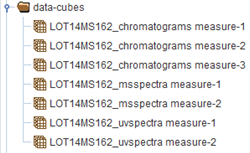 data-cubes
LOT14MS162_chromatograms measure-1
LOT14MS162_chromatograms measure-2
LOT14MS162_chromatograms measure-3
LOT14MS162_msspectra measure-1
LOT14MS162_msspectra measure-2
LOT14MS162_uvspectra measure-1
LOT14MS162_uvspectra measure-2